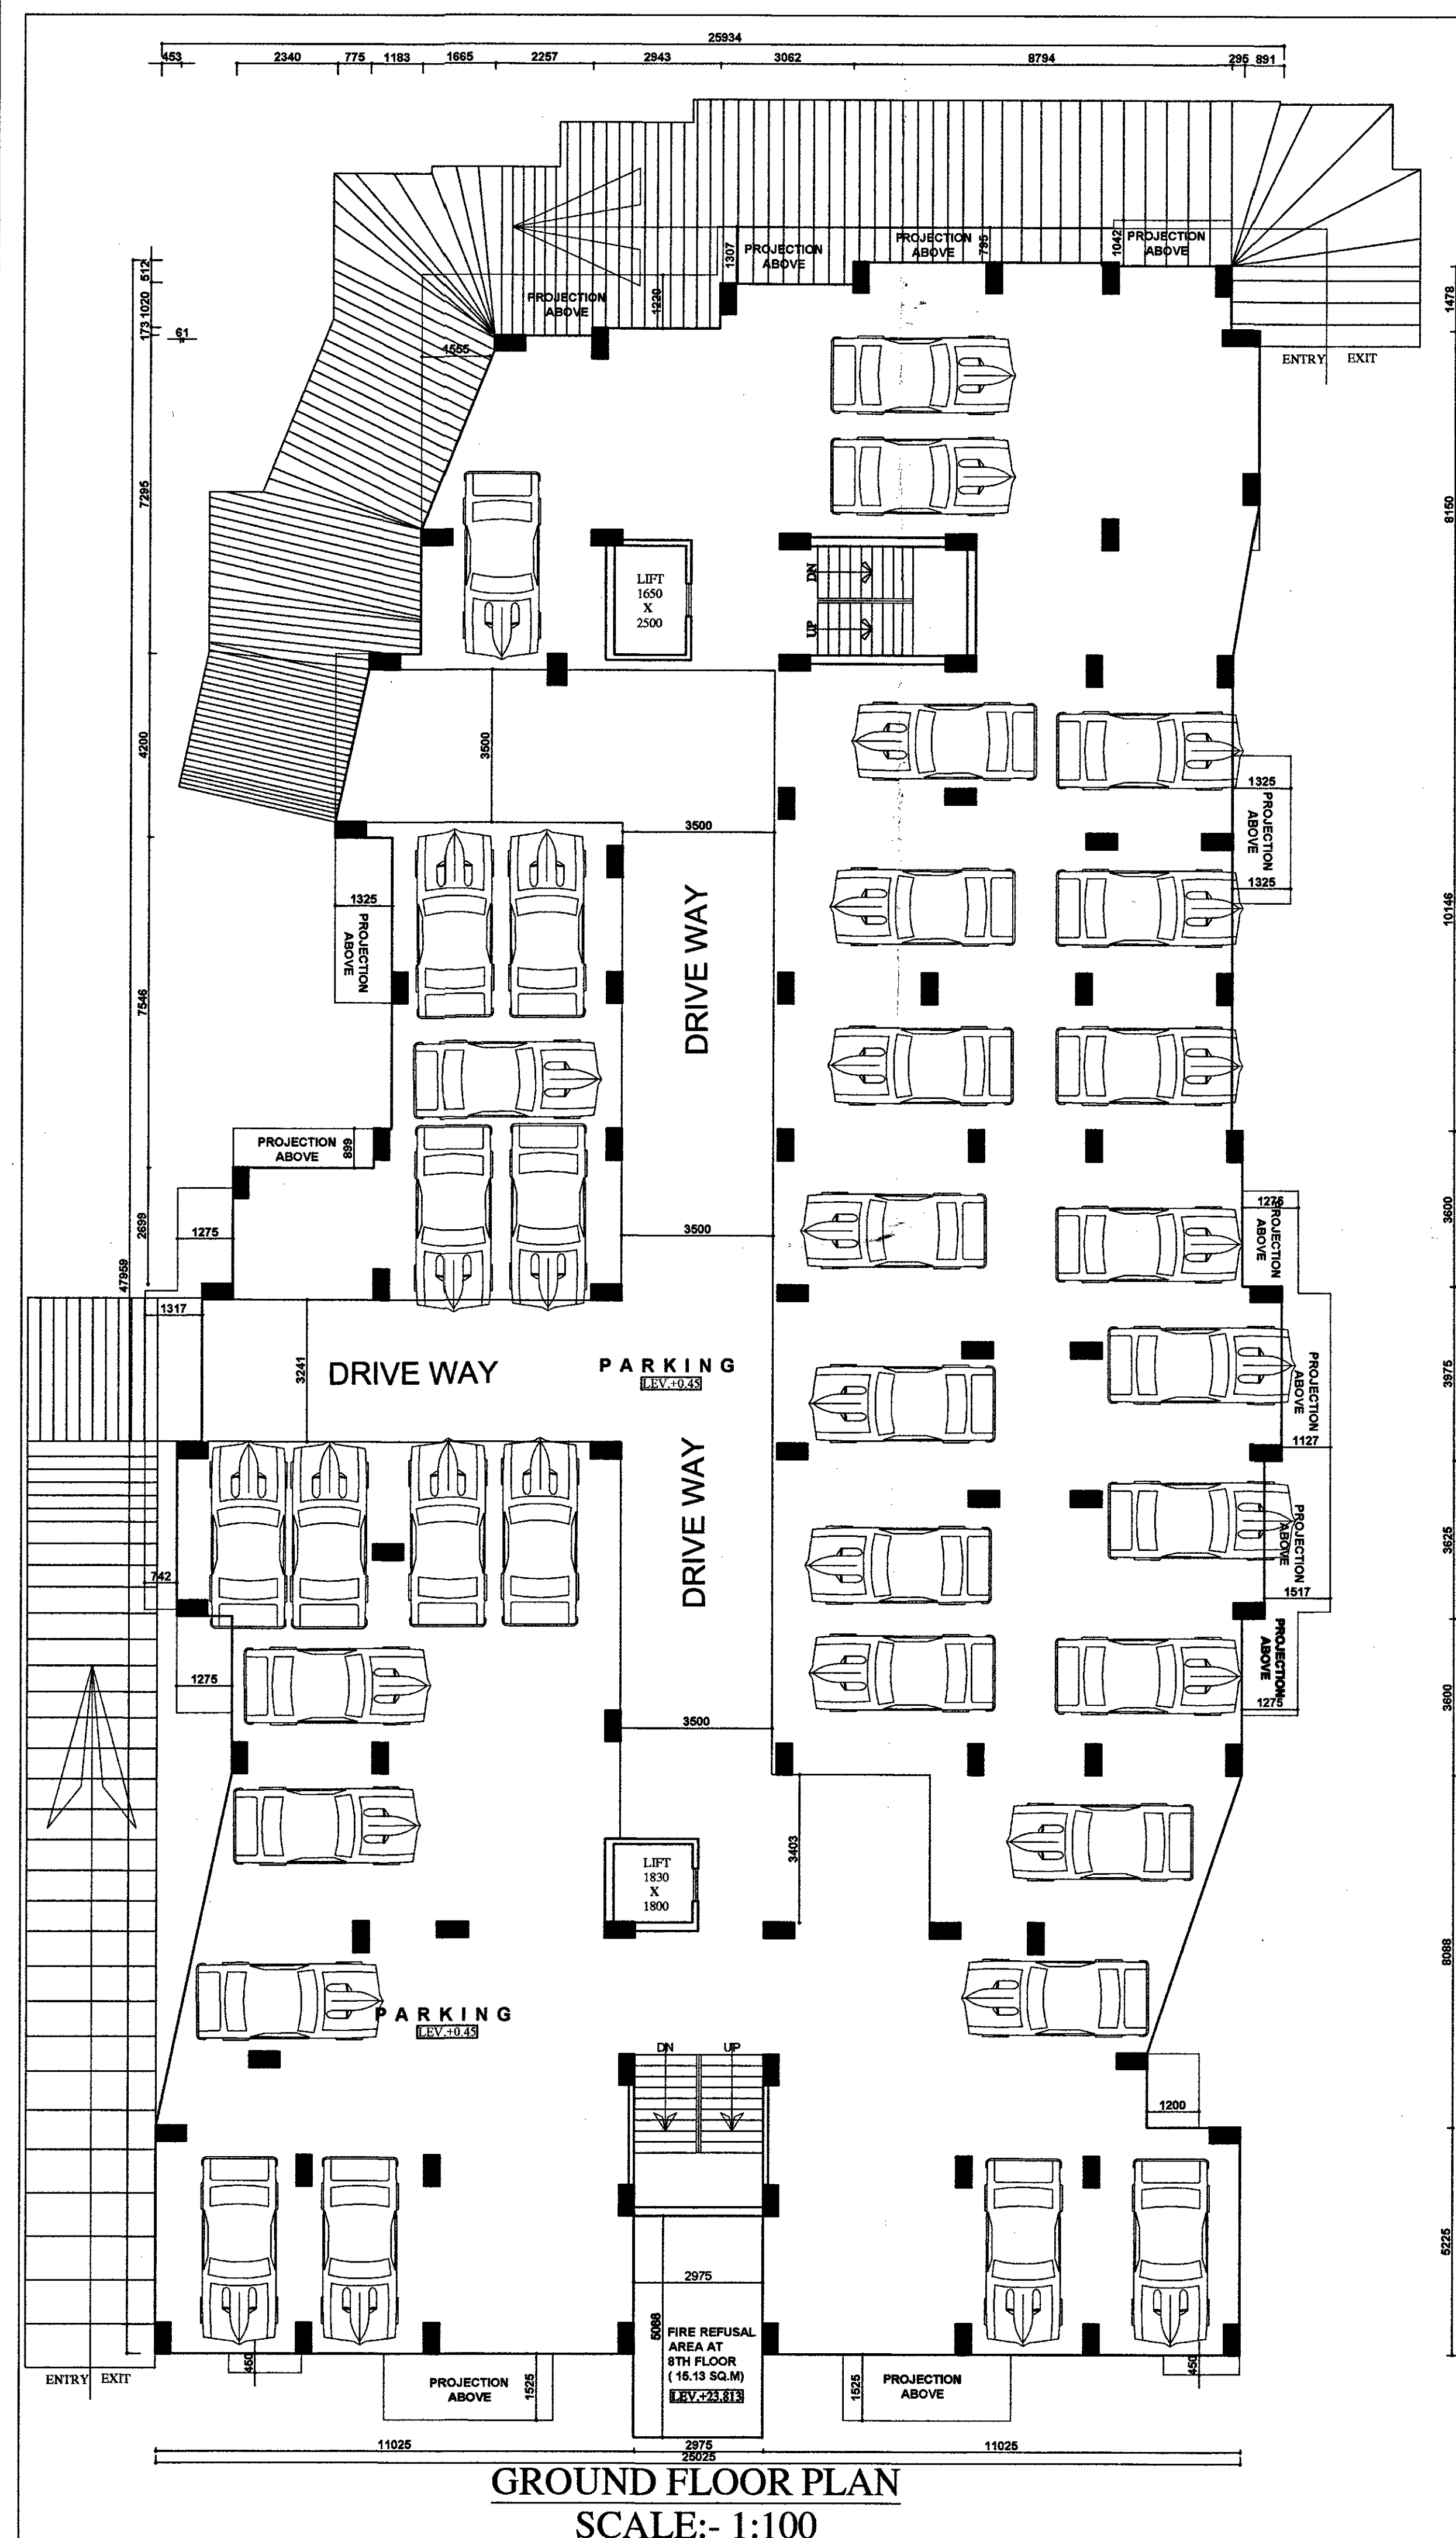 25934
453 2340 775 1183 1665 2257 2943 3062 8794 295 891
PROJECTION
ABOVE
1307
PROJECTION
ABOVE
795
1042
PROJECTION
ABOVE
PROJECTION
ABOVE
1220
512
1020
173
61
1555
1478
ENTRY EXIT
7295
8150
LIFT
1650
X
2500
DN
UP
4200
3500
1325
PROJECTION
ABOVE
1325
3500
1325
PROJECTION
ABOVE
DRIVE WAY
10146
7546
PROJECTION
ABOVE
899
1275
2699
3500
1276
PROJECTION
ABOVE
3600
47959
1317
3241
DRIVE WAY
PARKING
LEV.+0.45
PROJECTION
ABOVE
1127
3975
DRIVE WAY
742
PROJECTION
ABOVE
1517
3625
1275
PROJECTION
ABOVE
1275
3600
3500
3403
LIFT
1830
X
1800
8088
PARKING
LEV.+0.45
DN UP
1200
5225
2975
5088
FIRE REFUSAL
AREA AT
8TH FLOOR
( 15.13 SQ.M)
LEV.+23.813
ENTRY EXIT
450
PROJECTION
ABOVE
1525
1525
PROJECTION
ABOVE
450
11025 2975 11025
25025
GROUND FLOOR PLAN
SCALE:- 1:100